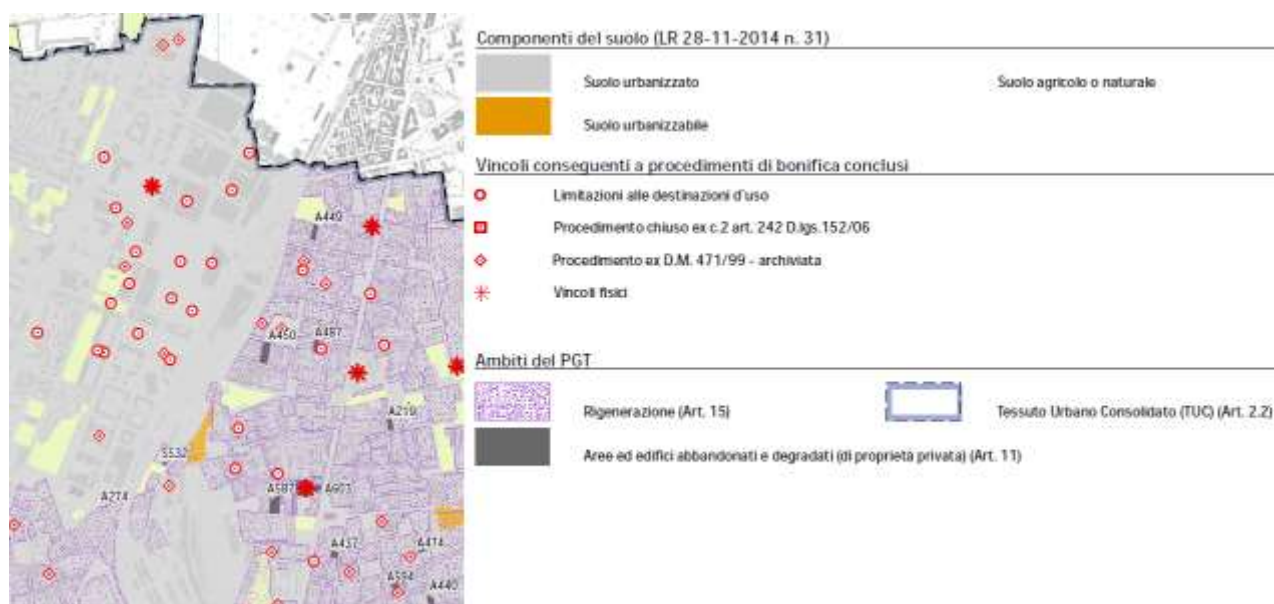 Componenti del suolo (LR 28-11-2014 n. 31)
Suolo urbanizzato
Suolo agricolo o naturale
Suolo urbanizzabile
Vincoli conseguenti a procedimenti di bonifica conclusi
Limitazioni alle destinazioni d'uso
Procedimento chiuso ex c.2 art. 242 D.lgs.152/06
Procedimento ex D.M. 471/99 - archiviata
Vincoli fisici
Ambiti del PGT
Rigenerazione (Art. 15)
Tessuto Urbano Consolidato (TUC) (Art. 2.2)
Aree ed edifici abbandonati e degradati (di proprietà privata) (Art. 11)
A449
A450
A487
A219
S532
A274
A587
A603
A437
A474
A594
A440